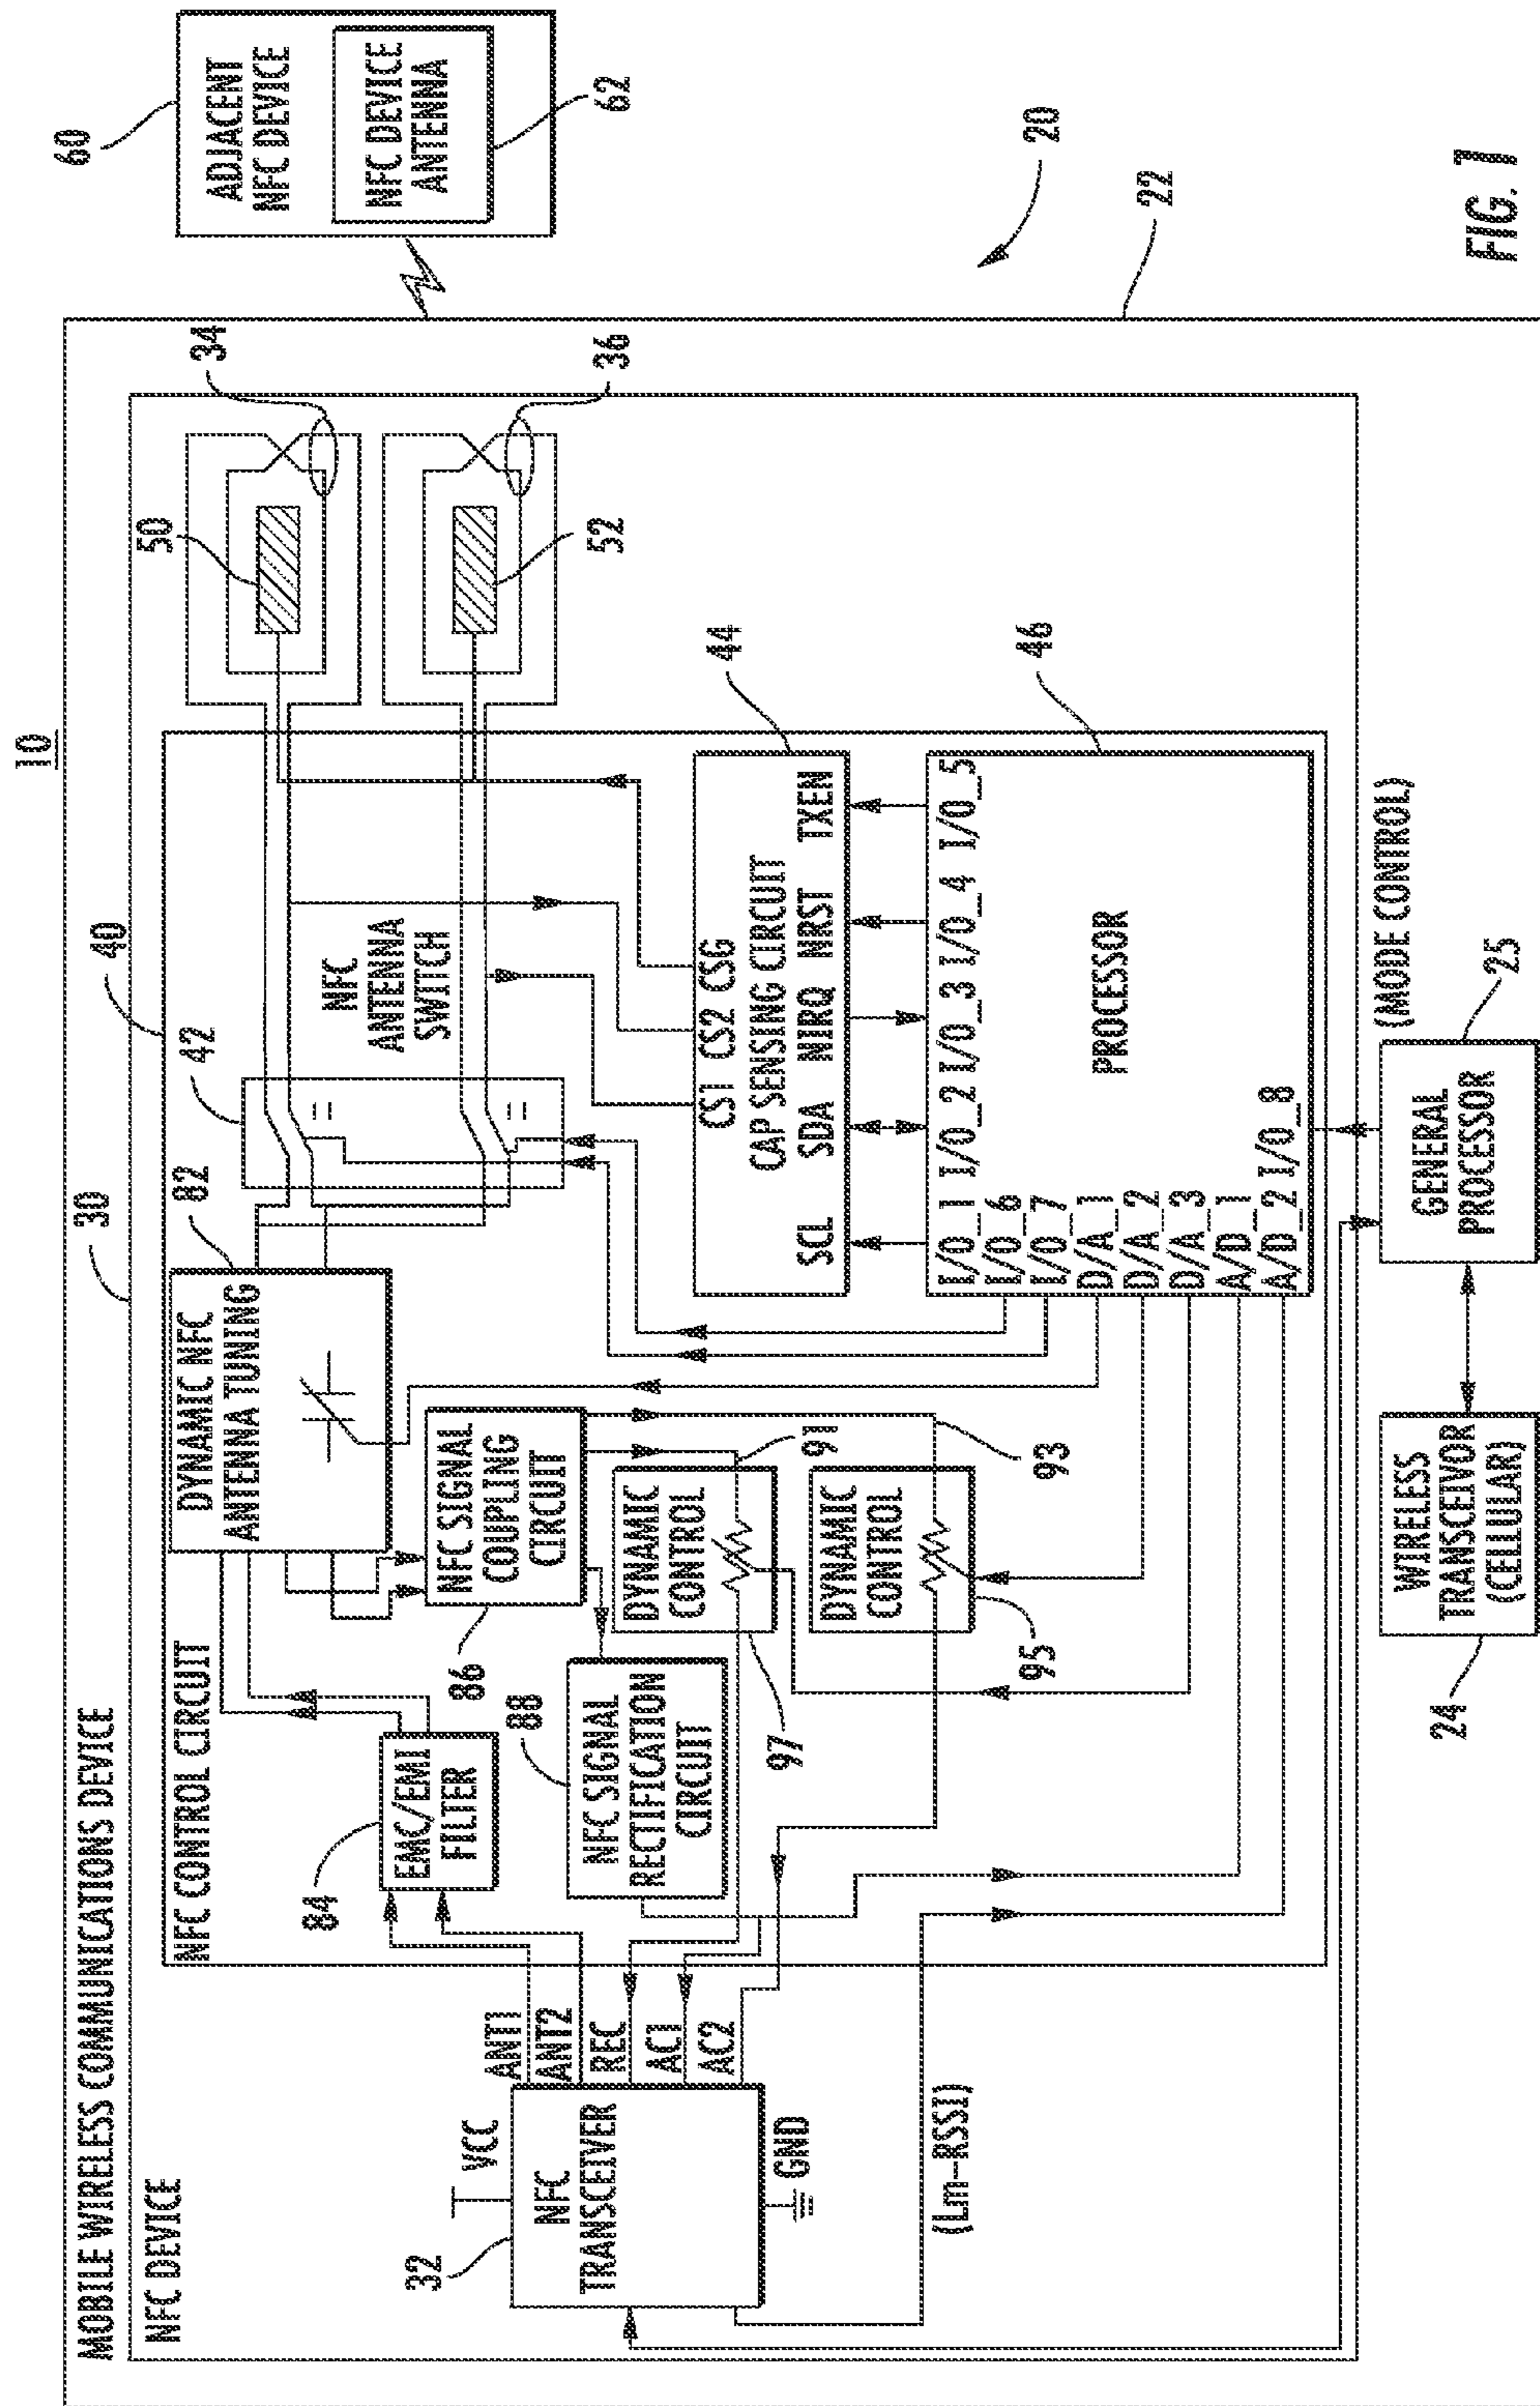 10
MOBILE WIRELESS COMMUNICATIONS DEVICE
NFC DEVICE
30
40
NFC CONTROL CIRCUIT
82
DYNAMIC NFC
ANTENNA TUNING
42
NFC
ANTENNA
SWITCH
50
34
36
52
60
ADJACENT
NFC DEVICE
NFC DEVICE
ANTENNA
62
20
22
84
EMC/EMI
FILTER
86
NFC SIGNAL
COUPLING
CIRCUIT
88
NFC SIGNAL
RECTIFICATION
CIRCUIT
DYNAMIC
CONTROL
91
97
DYNAMIC
CONTROL
93
95
44
CS1 CS2 CSG
CAP SENSING CIRCUIT
SCL SDA NIRQ NRST TXEN
46
I/O_1 I/O_2 I/O_3 I/O_4 I/O_5
I/O_6
I/O_7
D/A_1
D/A_2
D/A_3
A/D_1
A/D_2 I/O_8
PROCESSOR
32
VCC
NFC
TRANSCEIVER
GND
ANT1
ANT2
REC
AC1
AC2
(Lm-RSSI)
(MODE CONTROL)
24
WIRELESS
TRANSCEIVOR
(CELLULAR)
GENERAL
PROCESSOR
25
FIG. 1